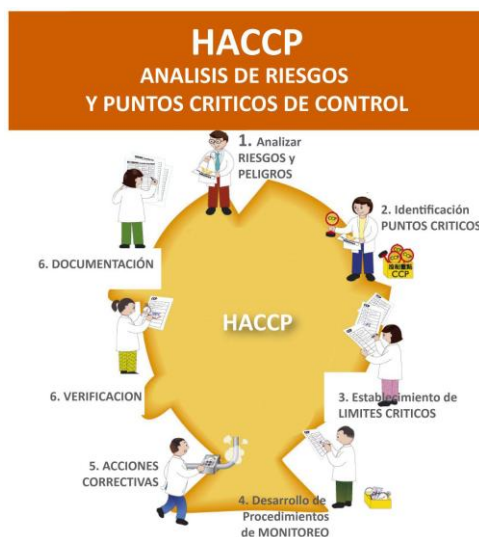 HACCP
ANALISIS DE RIESGOS
Y PUNTOS CRITICOS DE CONTROL
1. Analizar
RIESGOS y
PELIGROS
2. Identificación
PUNTOS CRITICOS
CCP
3. Establecimiento de
LIMITES CRITICOS
4. Desarrollo de
Procedimientos
de MONITOREO
5. ACCIONES
CORRECTIVAS
6. VERIFICACION
6. DOCUMENTACIÓN
HACCP